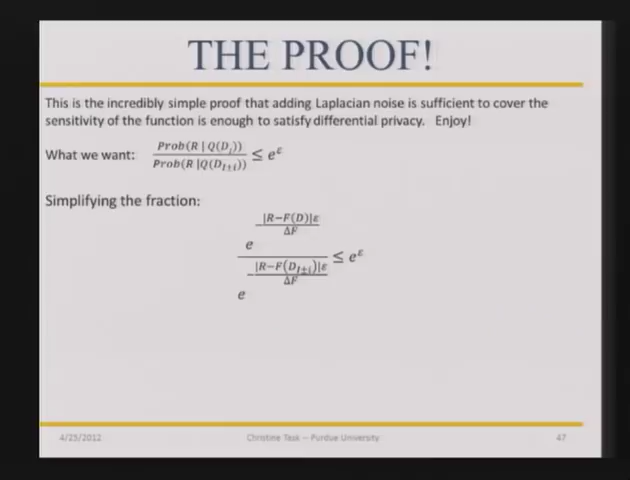 THE PROOF!
This is the incredibly simple proof that adding Laplacian noise is sufficient to cover the
sensitivity of the function is enough to satisfy differential privacy. Enjoy!
What we want: Prob(R | Q(D_I)) / Prob(R |Q(D_{I±i})) ≤ e^ε
Simplifying the fraction:
e^{-|R−F(D)|ε / ΔF} / e^{-|R−F(D_{I±i})|ε / ΔF} ≤ e^ε
4/25/2012 Christine Task -- Purdue University 47